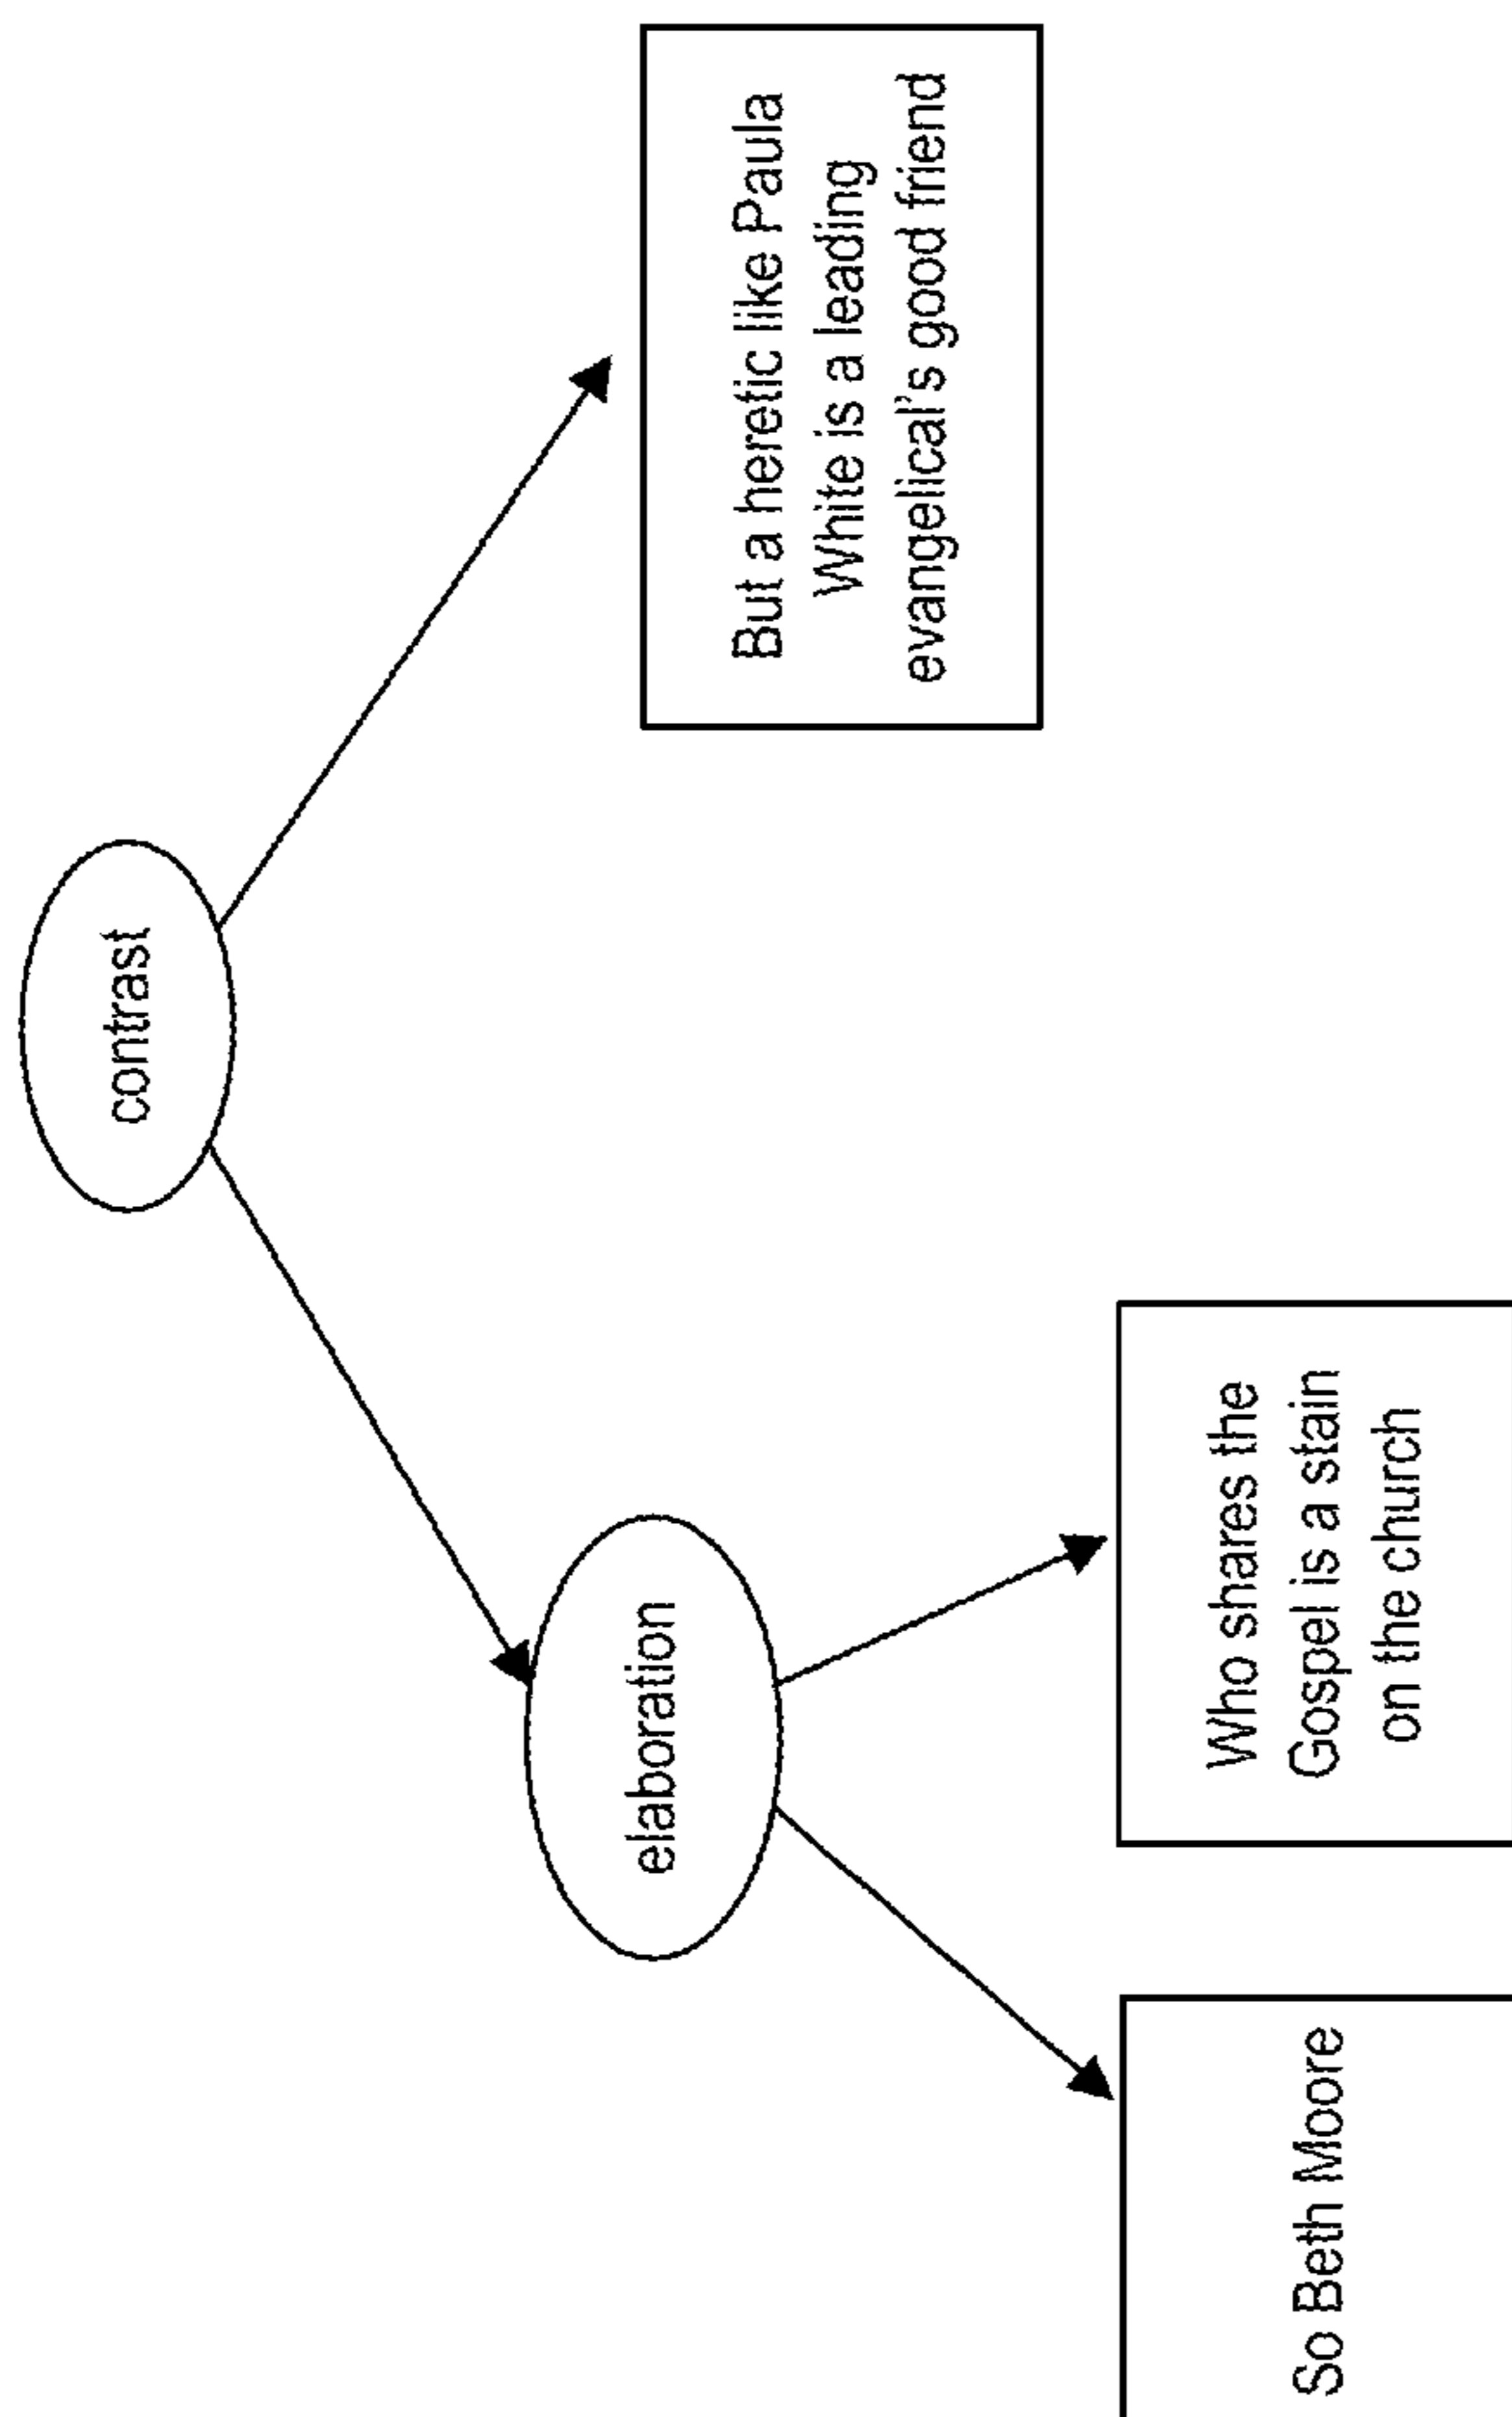 contrast
elaboration
But a heretic like Paula
White is a leading
evangelical's good friend
So Beth Moore
Who shares the
Gospel is a stain
on the church